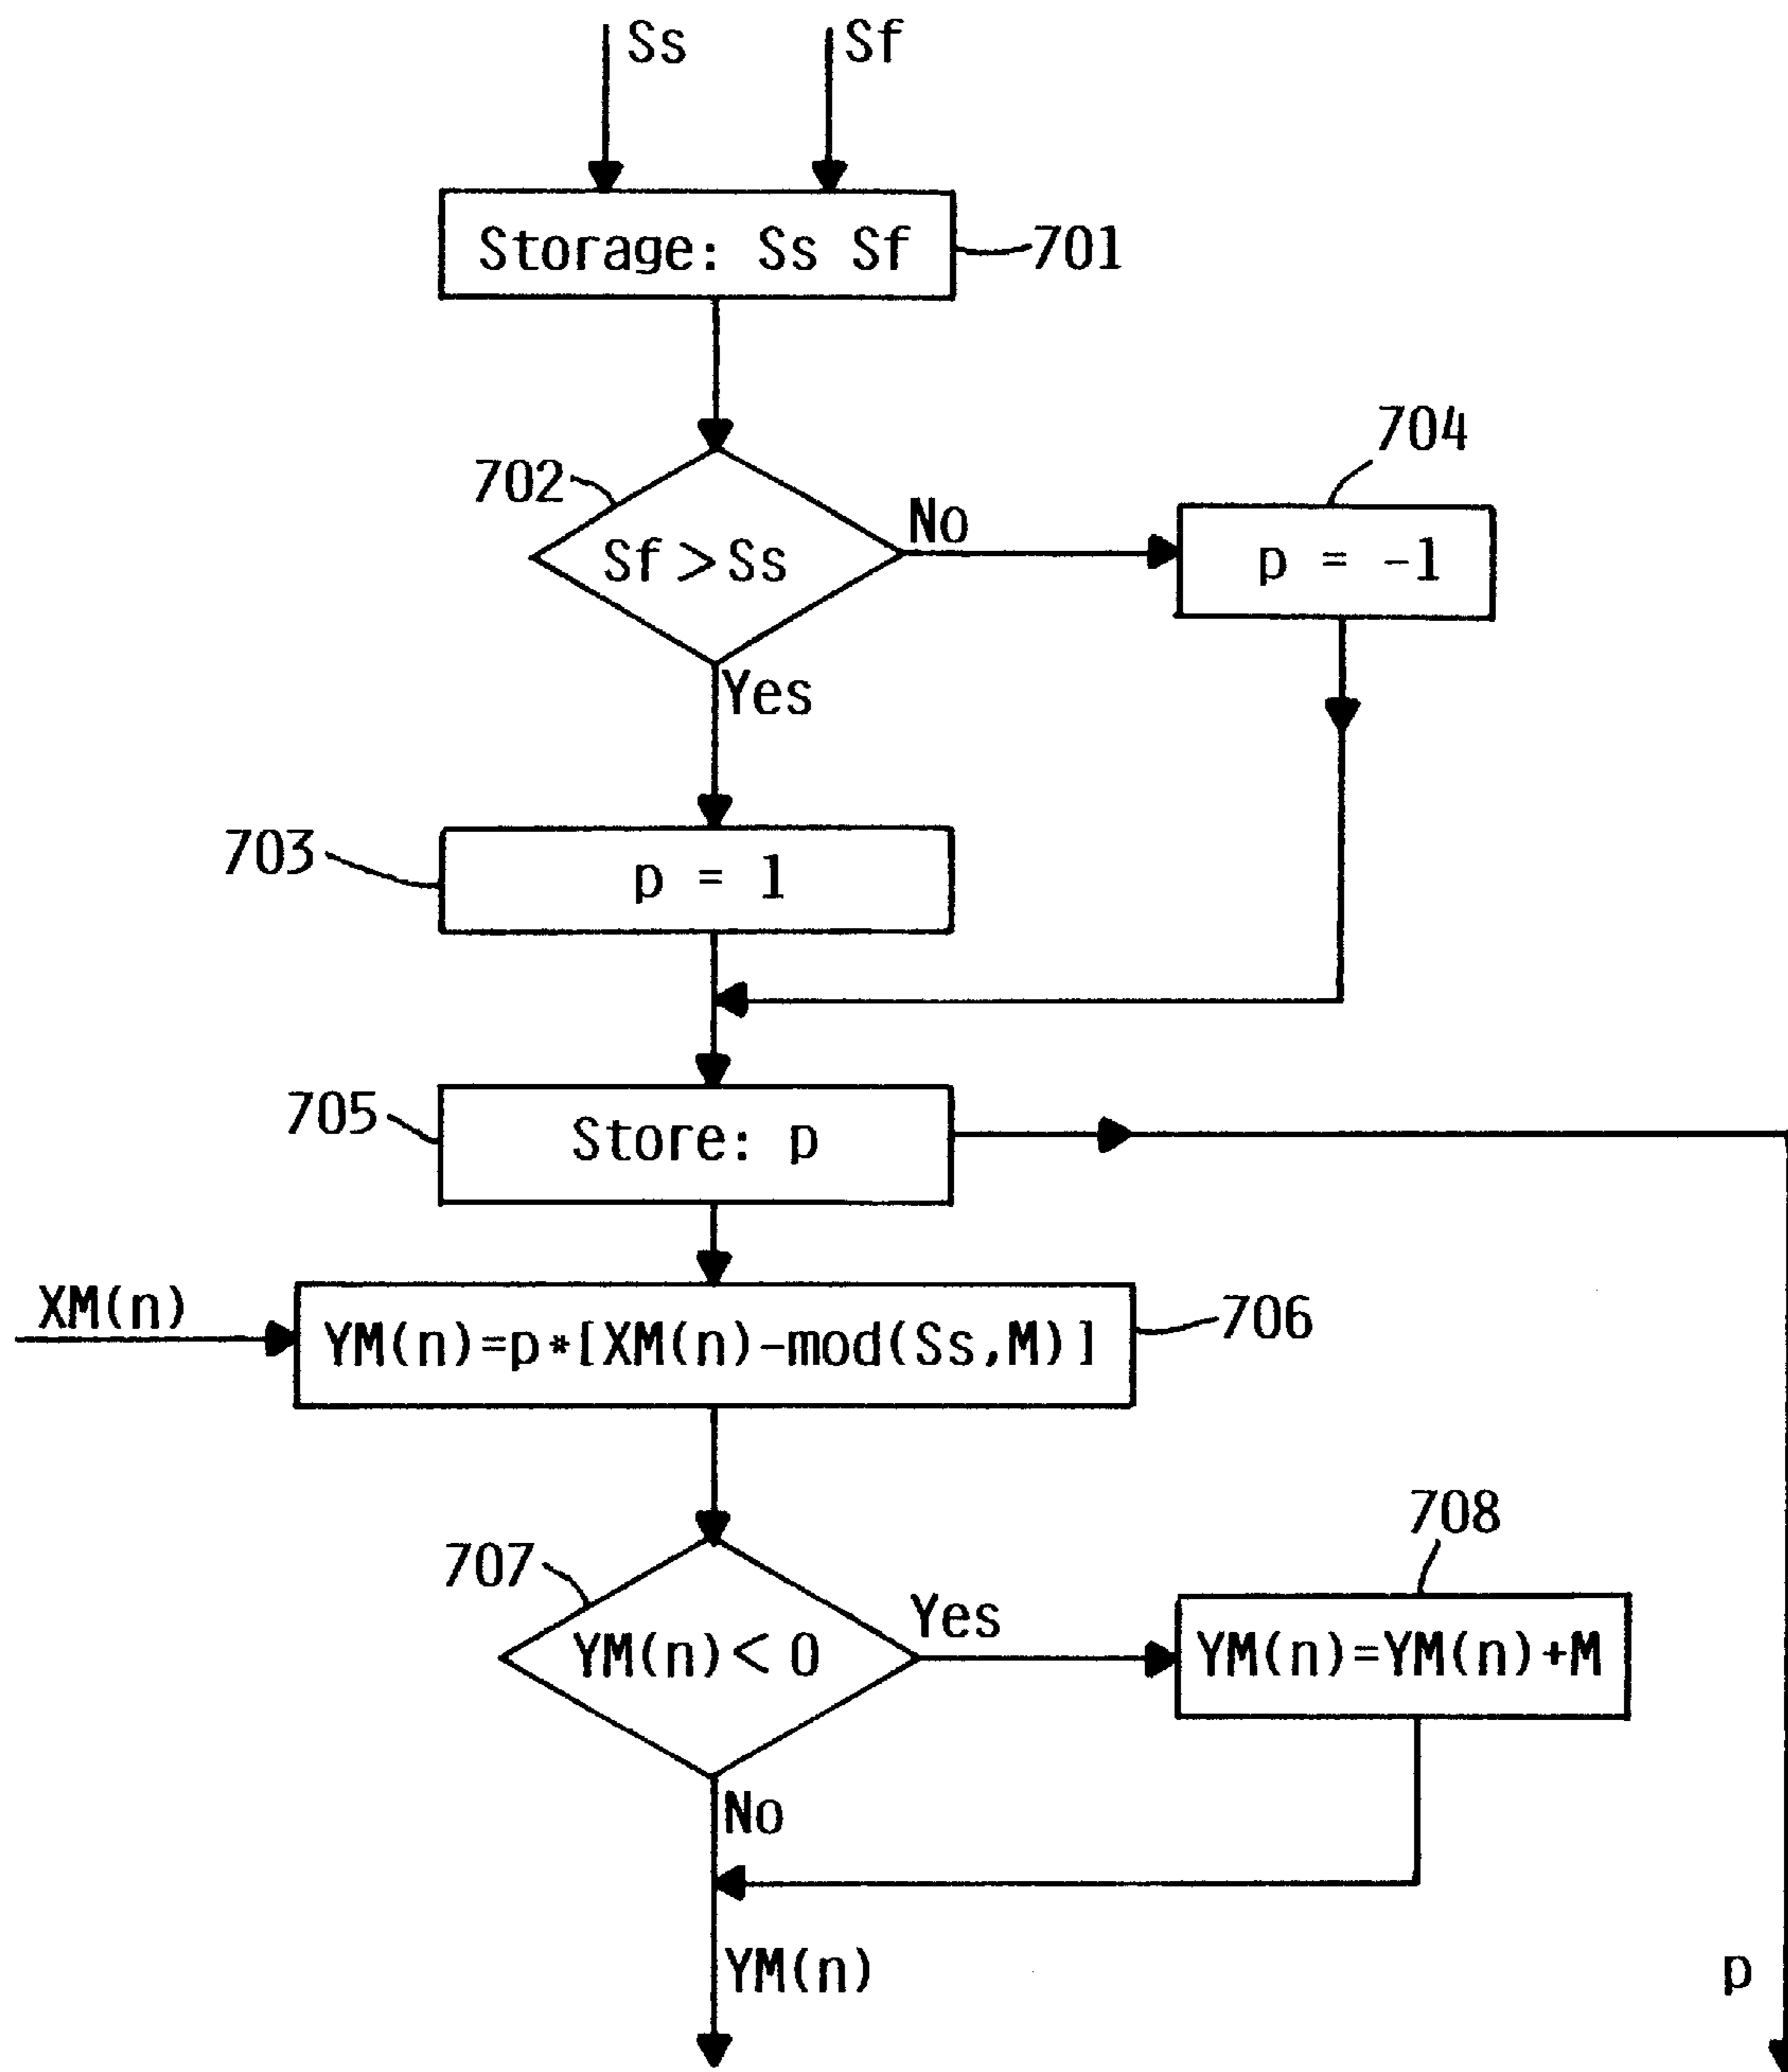 Ss
Sf
Storage: Ss Sf
701
702
Sf > Ss
No
704
p = -1
Yes
703
p = 1
705
Store: p
XM(n)
YM(n)=p*[XM(n)-mod(Ss,M)]
706
707
YM(n) < 0
Yes
708
YM(n)=YM(n)+M
No
YM(n)
p